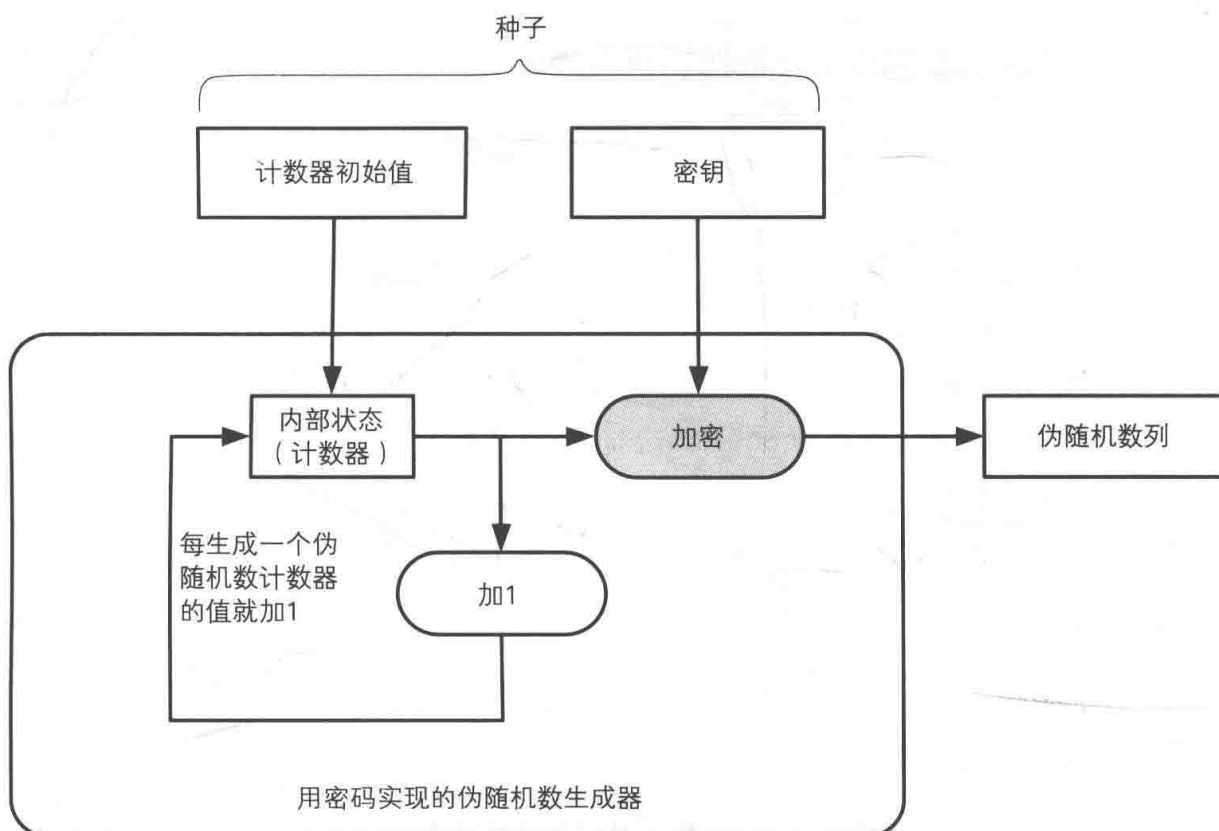 种子
计数器初始值
密钥
内部状态
（计数器）
加密
伪随机数列
每生成一个伪
随机数计数器
的值就加1
加1
用密码实现的伪随机数生成器